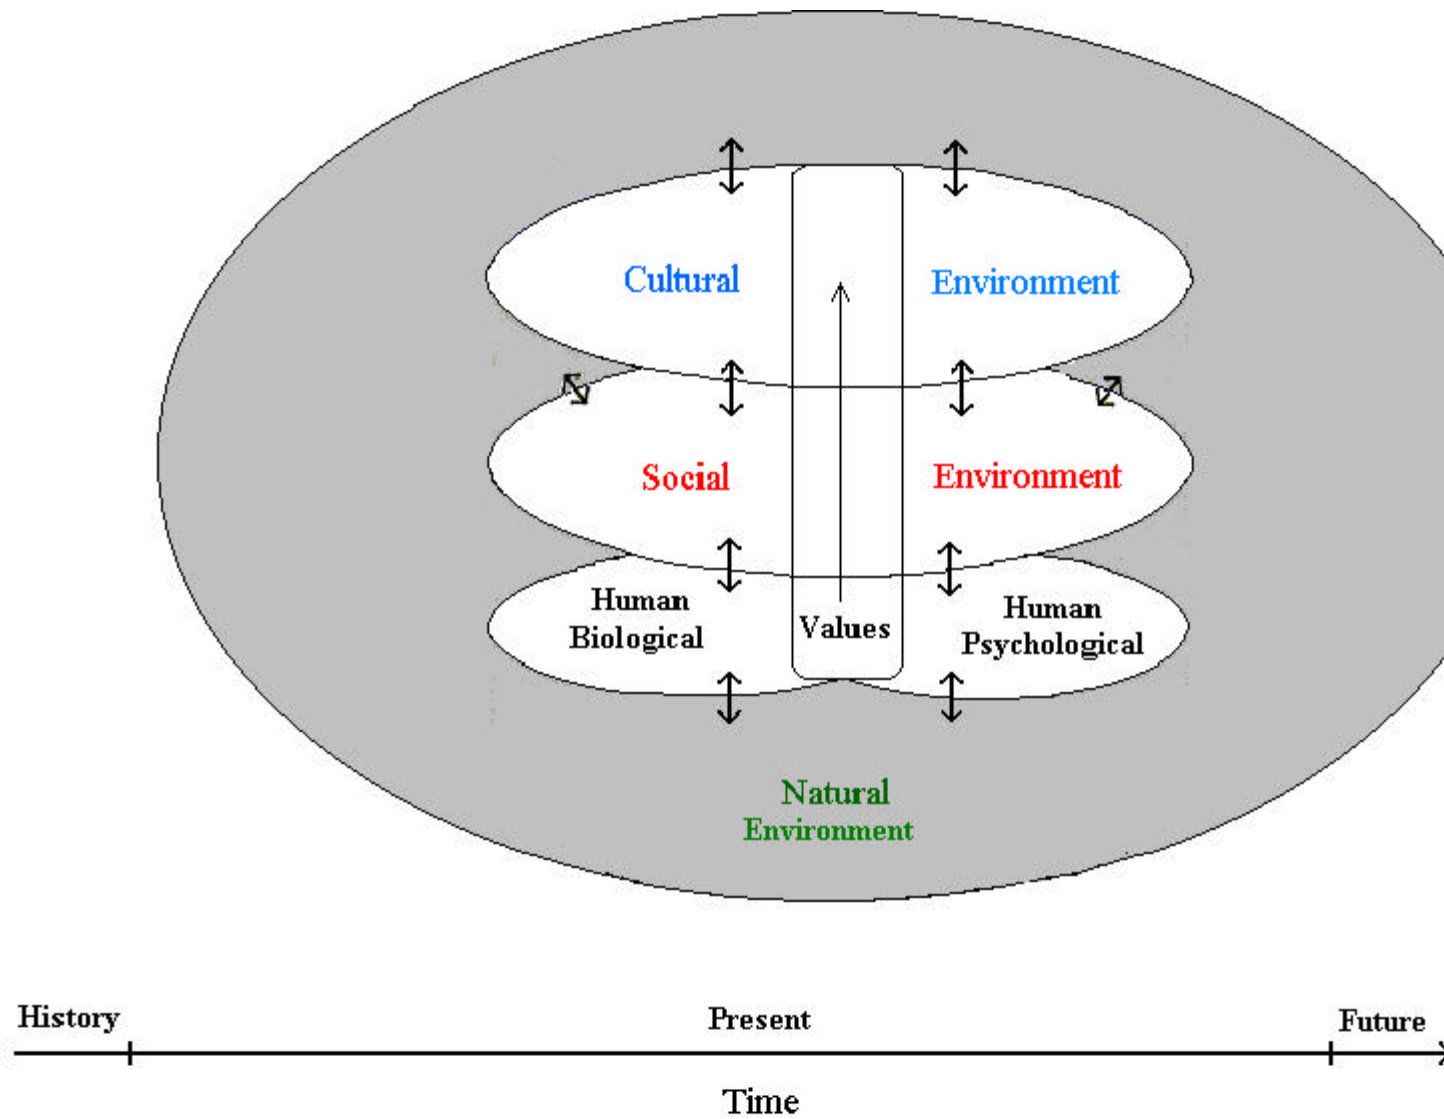 Cultural Environment
Social Environment
Human
Biological
Values
Human
Psychological
Natural
Environment
History
Present
Future
Time